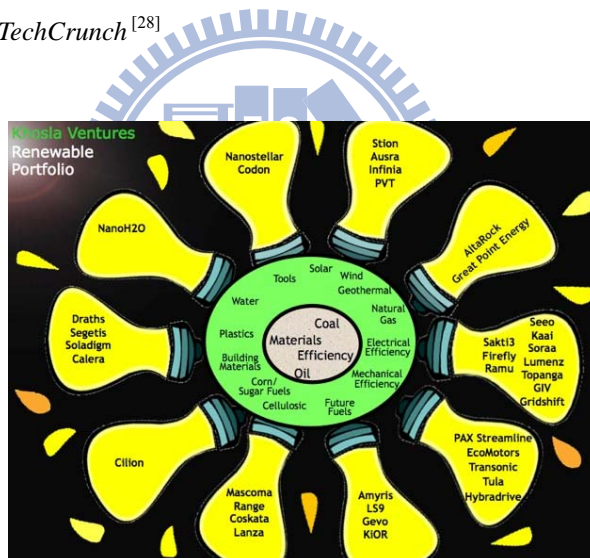 TechCrunch [28]
Khosla Ventures
Renewable
Portfolio
Nanostellar
Codon
Stion
Ausra
Infinia
PVT
NanoH2O
AltaRock
Great Point Energy
Draths
Segetis
Soladigm
Calera
Sakti3
Firefly
Ramu
Seeo
Kaai
Soraa
Lumenz
Topanga
GIV
Gridshift
Cilion
Mascoma
Range
Coskata
Lanza
Amyris
LS9
Gevo
KiOR
PAX Streamline
EcoMotors
Transonic
Tula
Hybradrive
Tools
Solar
Wind
Geothermal
Water
Natural
Gas
Plastics
Electrical
Efficiency
Building
Materials
Mechanical
Efficiency
Corn/
Sugar Fuels
Cellulosic
Future
Fuels
Coal
Materials
Efficiency
Oil